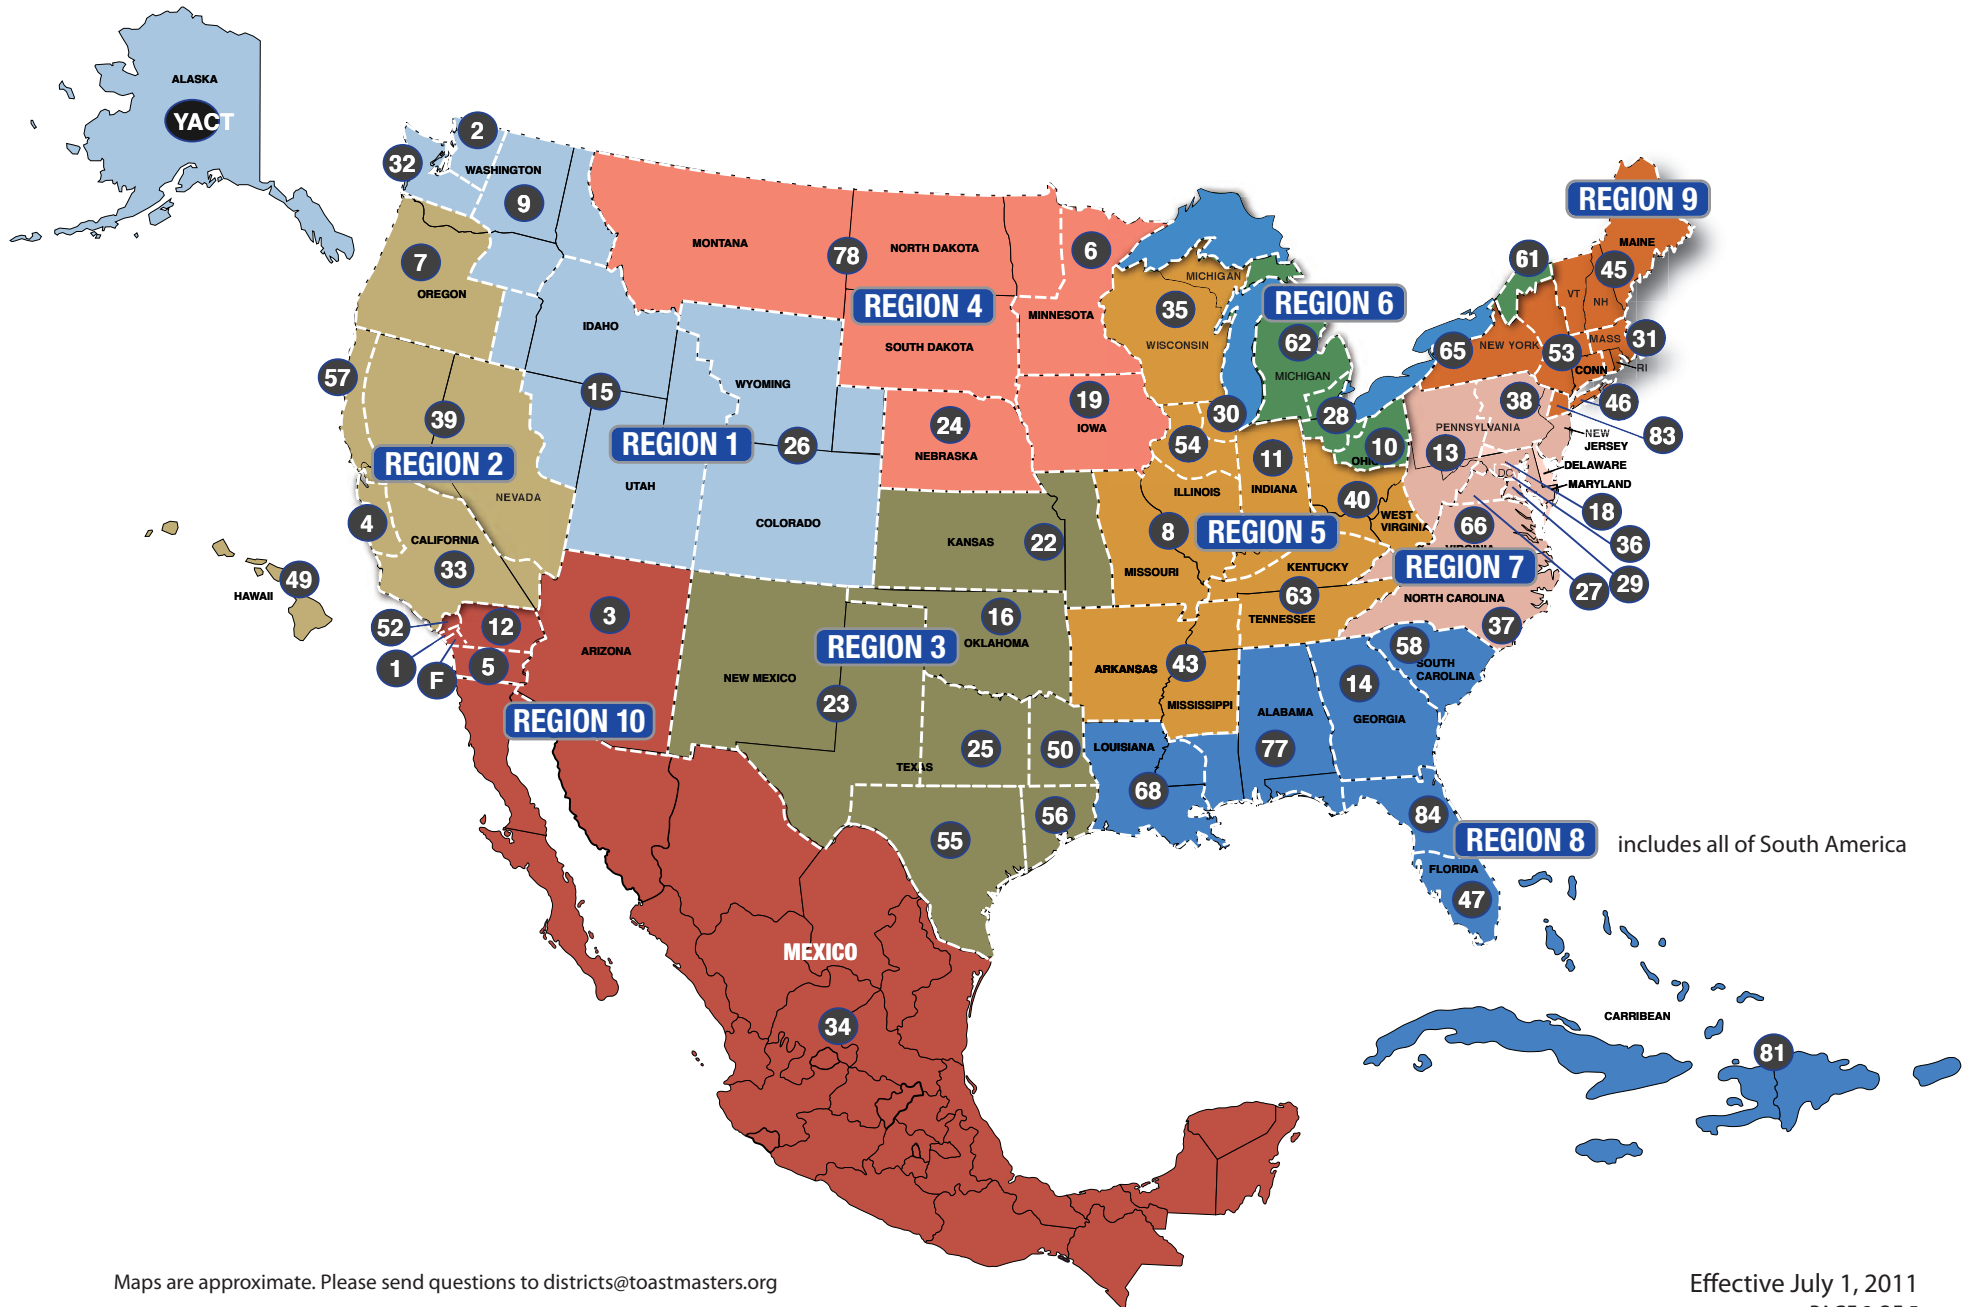 ALASKA
YACT
2
32
WASHINGTON
9
REGION 9
MAINE
45
61
VT
NH
7
OREGON
MONTANA
78
NORTH DAKOTA
6
MICHIGAN
REGION 4
REGION 6
35
MINNESOTA
WISCONSIN
62
MICHIGAN
IDAHO
SOUTH DAKOTA
65
NEW YORK
53
MASS
31
CONN
RI
57
15
WYOMING
19
IOWA
30
28
38
46
83
39
REGION 2
REGION 1
26
24
NEBRASKA
54
11
10
OHIO
PENNSYLVANIA
13
NEW
JERSEY
DELAWARE
DC
MARYLAND
NEVADA
UTAH
ILLINOIS
INDIANA
40
WEST
VIRGINIA
18
4
CALIFORNIA
33
COLORADO
KANSAS
22
8
REGION 5
66
VIRGINIA
36
REGION 7
29
27
49
HAWAII
MISSOURI
KENTUCKY
63
TENNESSEE
NORTH CAROLINA
37
52
12
1
F
5
3
ARIZONA
16
OKLAHOMA
REGION 3
58
SOUTH
CAROLINA
NEW MEXICO
23
ARKANSAS
43
MISSISSIPPI
14
GEORGIA
ALABAMA
77
REGION 10
25
TEXAS
50
LOUISIANA
68
55
56
84
REGION 8
includes all of South America
FLORIDA
47
MEXICO
34
CARRIBEAN
81
Maps are approximate. Please send questions to districts@toastmasters.org
Effective July 1, 2011